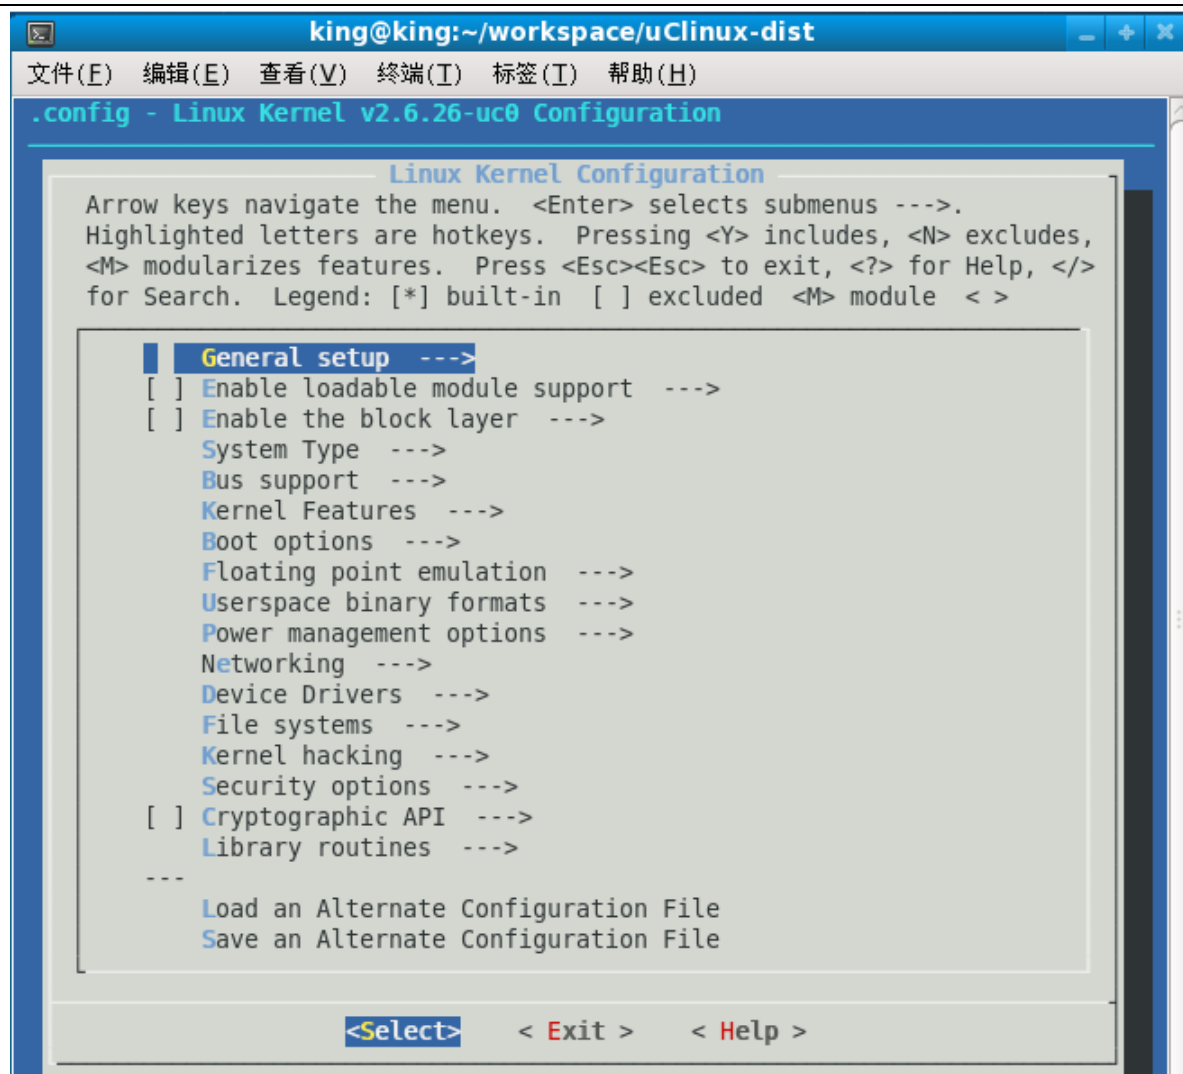 king@king:~/workspace/uClinux-dist
文件(F) 编辑(E) 查看(V) 终端(T) 标签(T) 帮助(H)
.config - Linux Kernel v2.6.26-uc0 Configuration
Linux Kernel Configuration
Arrow keys navigate the menu.  <Enter> selects submenus --->.
Highlighted letters are hotkeys.  Pressing <Y> includes, <N> excludes,
<M> modularizes features.  Press <Esc><Esc> to exit, <?> for Help, </>
for Search.  Legend: [*] built-in  [ ] excluded  <M> module  < >
General setup  --->
[ ] Enable loadable module support  --->
[ ] Enable the block layer  --->
System Type  --->
Bus support  --->
Kernel Features  --->
Boot options  --->
Floating point emulation  --->
Userspace binary formats  --->
Power management options  --->
Networking  --->
Device Drivers  --->
File systems  --->
Kernel hacking  --->
Security options  --->
[ ] Cryptographic API  --->
Library routines  --->
---
Load an Alternate Configuration File
Save an Alternate Configuration File
<Select>    < Exit >    < Help >